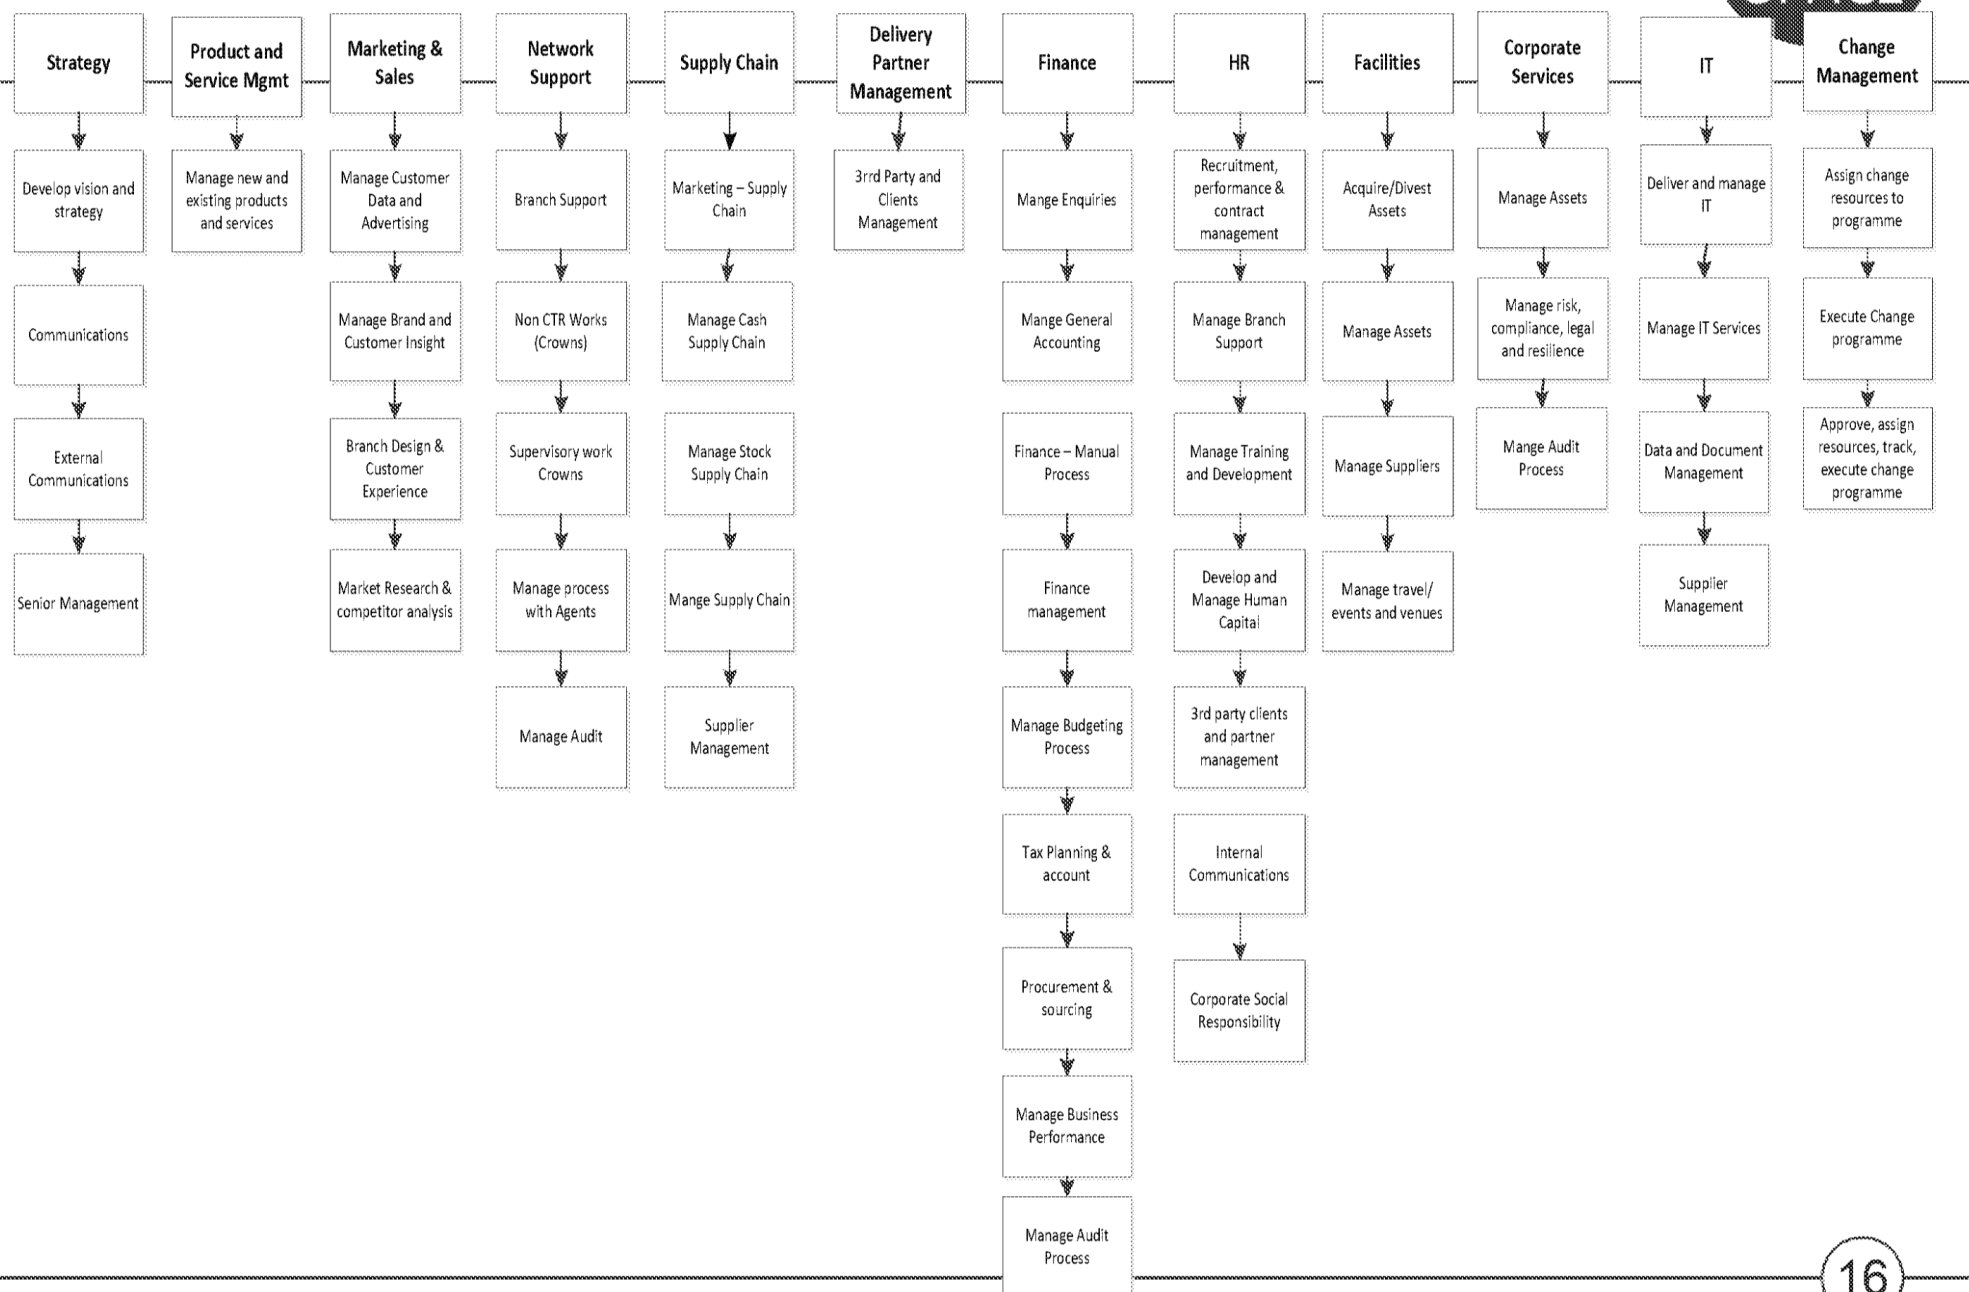 Strategy
Product and
Service Mgmt
Marketing &
Sales
Network
Support
Supply Chain
Delivery
Partner
Management
Finance
HR
Facilities
Corporate
Services
IT
Change
Management
Develop vision and
strategy
Communications
External
Communications
Senior Management
Manage new and
existing products
and services
Manage Customer
Data and
Advertising
Manage Brand and
Customer Insight
Branch Design &
Customer
Experience
Market Research &
competitor analysis
Branch Support
Non CTR Works
(Crowns)
Supervisory work
Crowns
Manage process
with Agents
Manage Audit
Marketing – Supply
Chain
Manage Cash
Supply Chain
Manage Stock
Supply Chain
Mange Supply Chain
Supplier
Management
3rrd Party and
Clients
Management
Mange Enquiries
Mange General
Accounting
Finance – Manual
Process
Finance
management
Manage Budgeting
Process
Tax Planning &
account
Procurement &
sourcing
Manage Business
Performance
Manage Audit
Process
Recruitment,
performance &
contract
management
Manage Branch
Support
Manage Training
and Development
Develop and
Manage Human
Capital
3rd party clients
and partner
management
Internal
Communications
Corporate Social
Responsibility
Acquire/Divest
Assets
Manage Assets
Manage Suppliers
Manage travel/
events and venues
Manage Assets
Manage risk,
compliance, legal
and resilience
Mange Audit
Process
Deliver and manage
IT
Manage IT Services
Data and Document
Management
Supplier
Management
Assign change
resources to
programme
Execute Change
programme
Approve, assign
resources, track,
execute change
programme
16